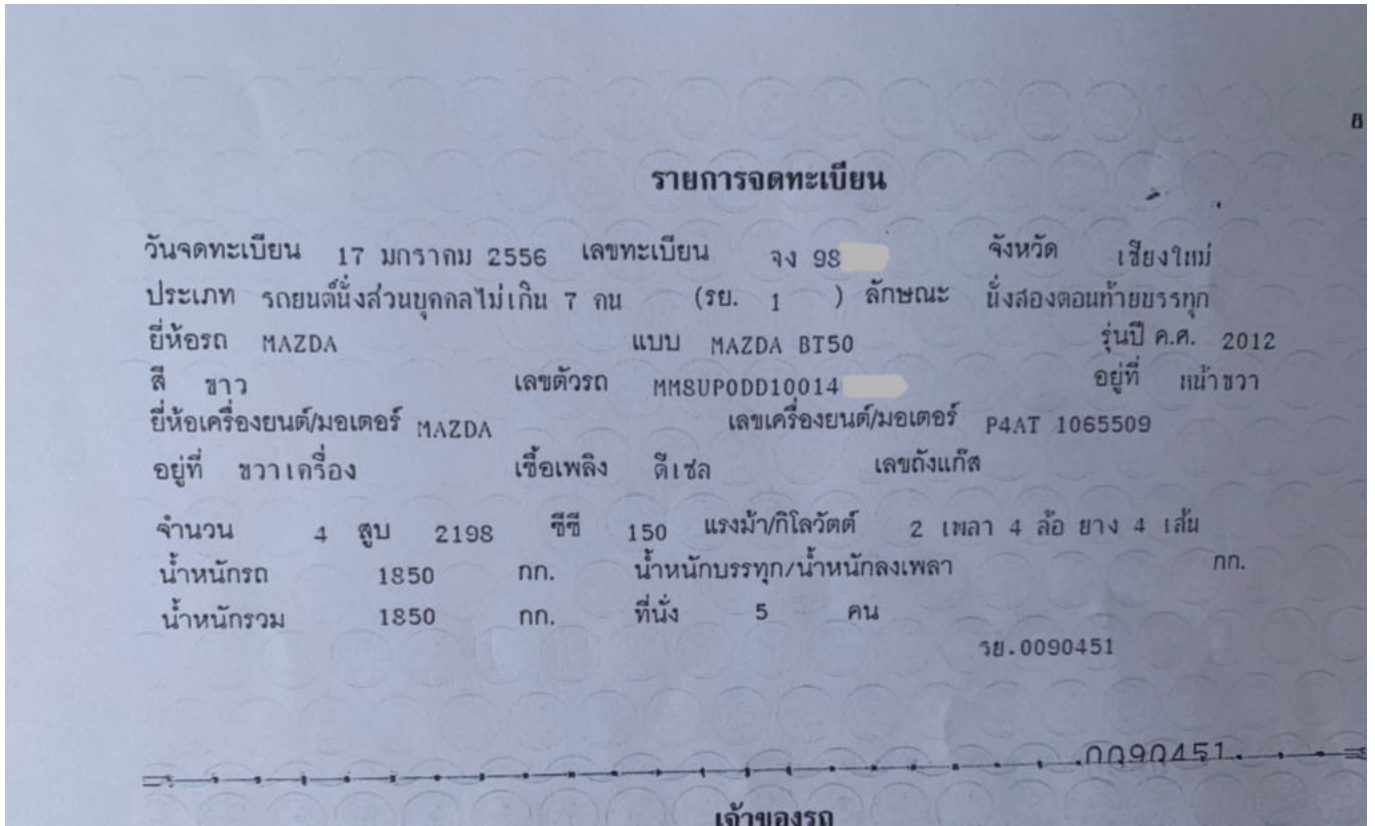 8
รายการจดทะเบียน
วันจดทะเบียน 17 มกราคม 2556 เลขทะเบียน จง 98 จังหวัด เชียงใหม่
ประเภท รถยนต์นั่งส่วนบุคคลไม่เกิน 7 คน (รย. 1 ) ลักษณะ นั่งสองตอนท้ายบรรทุก
ยี่ห้อรถ MAZDA แบบ MAZDA BT50 รุ่นปี ค.ศ. 2012
สี ขาว เลขตัวรถ MM8UP0DD10014 อยู่ที่ หน้าขวา
ยี่ห้อเครื่องยนต์/มอเตอร์ MAZDA เลขเครื่องยนต์/มอเตอร์ P4AT 1065509
อยู่ที่ ขวาเครื่อง เชื้อเพลิง ดีเซล เลขถังแก๊ส
จำนวน 4 สูบ 2198 ซีซี 150 แรงม้า/กิโลวัตต์ 2 เพลา 4 ล้อ ยาง 4 เส้น
น้ำหนักรถ 1850 กก. น้ำหนักบรรทุก/น้ำหนักลงเพลา กก.
น้ำหนักรวม 1850 กก. ที่นั่ง 5 คน
รย.0090451
0090451
เจ้าของรถ